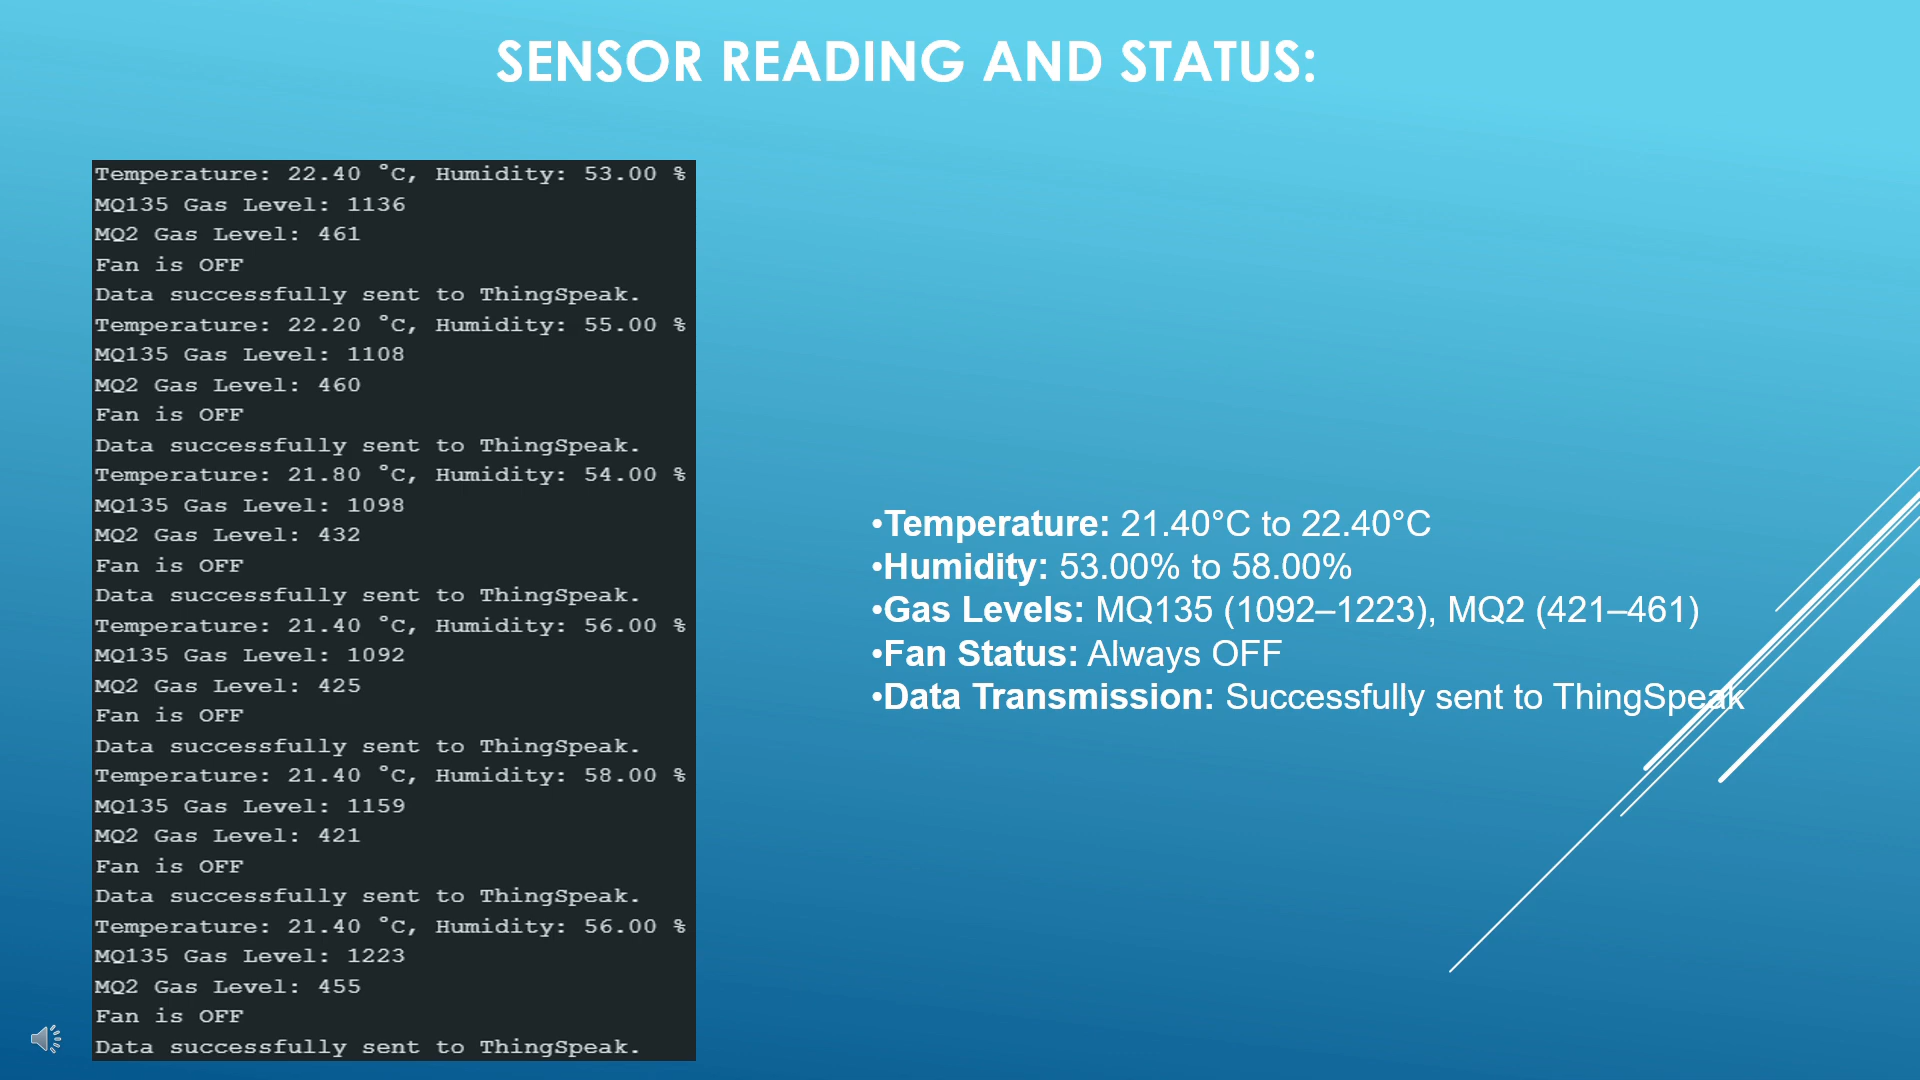 SENSOR READING AND STATUS:
Temperature: 22.40 °C, Humidity: 53.00 %
MQ135 Gas Level: 1136
MQ2 Gas Level: 461
Fan is OFF
Data successfully sent to ThingSpeak.
Temperature: 22.20 °C, Humidity: 55.00 %
MQ135 Gas Level: 1108
MQ2 Gas Level: 460
Fan is OFF
Data successfully sent to ThingSpeak.
Temperature: 21.80 °C, Humidity: 54.00 %
MQ135 Gas Level: 1098
MQ2 Gas Level: 432
Fan is OFF
Data successfully sent to ThingSpeak.
Temperature: 21.40 °C, Humidity: 56.00 %
MQ135 Gas Level: 1092
MQ2 Gas Level: 425
Fan is OFF
Data successfully sent to ThingSpeak.
Temperature: 21.40 °C, Humidity: 58.00 %
MQ135 Gas Level: 1159
MQ2 Gas Level: 421
Fan is OFF
Data successfully sent to ThingSpeak.
Temperature: 21.40 °C, Humidity: 56.00 %
MQ135 Gas Level: 1223
MQ2 Gas Level: 455
Fan is OFF
Data successfully sent to ThingSpeak.
•Temperature: 21.40°C to 22.40°C
•Humidity: 53.00% to 58.00%
•Gas Levels: MQ135 (1092–1223), MQ2 (421–461)
•Fan Status: Always OFF
•Data Transmission: Successfully sent to ThingSpeak